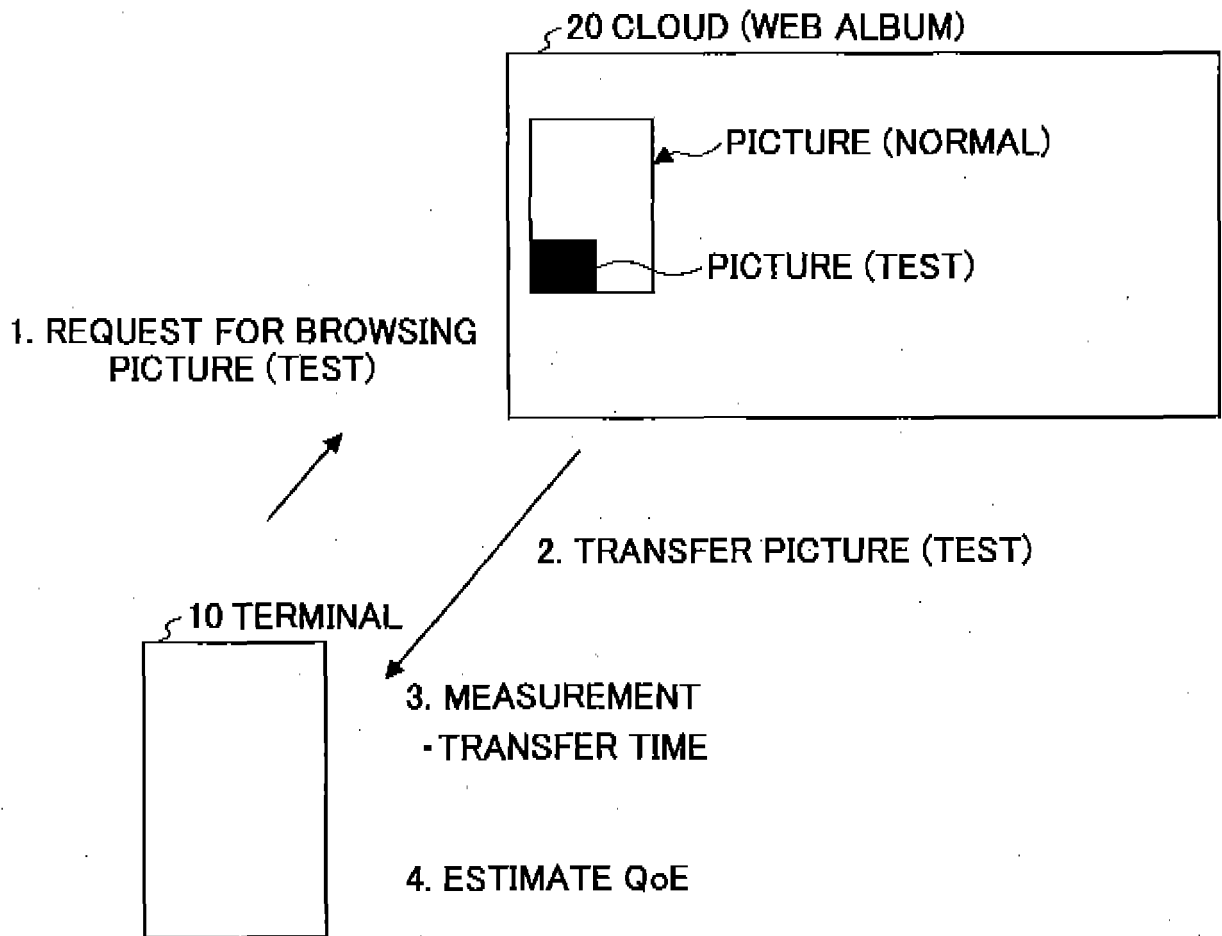 20 CLOUD (WEB ALBUM)
PICTURE (NORMAL)
PICTURE (TEST)
1. REQUEST FOR BROWSING
PICTURE (TEST)
2. TRANSFER PICTURE (TEST)
10 TERMINAL
3. MEASUREMENT
- TRANSFER TIME
4. ESTIMATE QoE